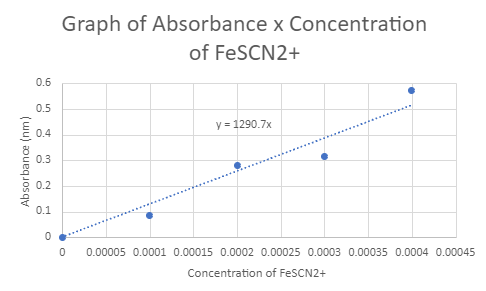 Graph of Absorbance x Concentration
of FeSCN2+
0.6
0.5
0.4
0.3
0.2
0.1
0
Absorbance (nm)
y = 1290.7x
0 0.00005 0.0001 0.00015 0.0002 0.00025 0.0003 0.00035 0.0004 0.00045
Concentration of FeSCN2+